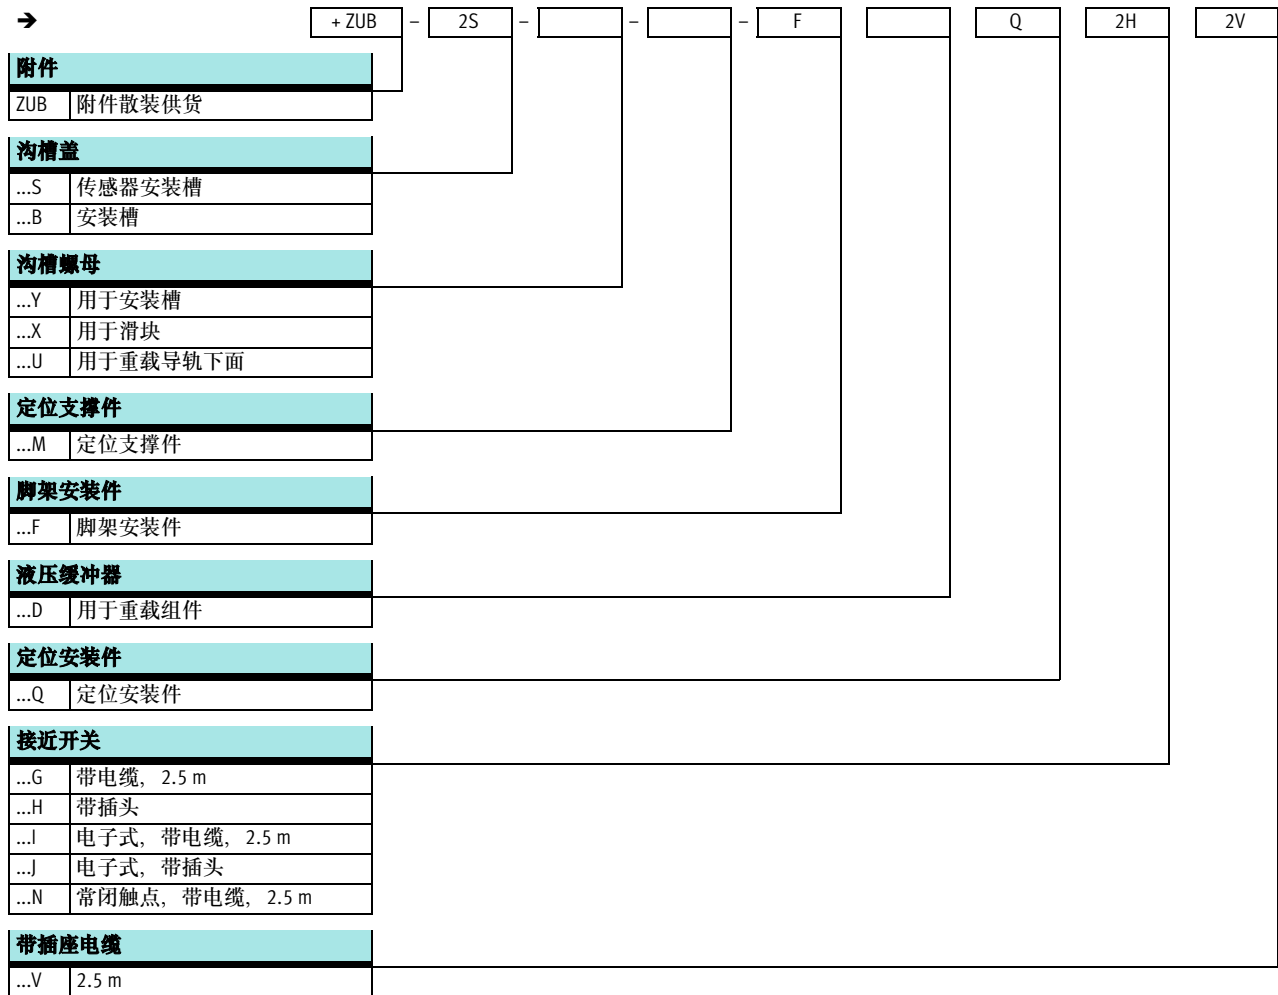 ➔ + ZUB – 2S – – – F Q 2H 2V
附件
ZUB 附件散装供货
沟槽盖
...S 传感器安装槽
...B 安装槽
沟槽螺母
...Y 用于安装槽
...X 用于滑块
...U 用于重载导轨下面
定位支撑件
...M 定位支撑件
脚架安装件
...F 脚架安装件
液压缓冲器
...D 用于重载组件
定位安装件
...Q 定位安装件
接近开关
...G 带电缆, 2.5 m
...H 带插头
...I 电子式, 带电缆, 2.5 m
...J 电子式, 带插头
...N 常闭触点, 带电缆, 2.5 m
带插座电缆
...V 2.5 m